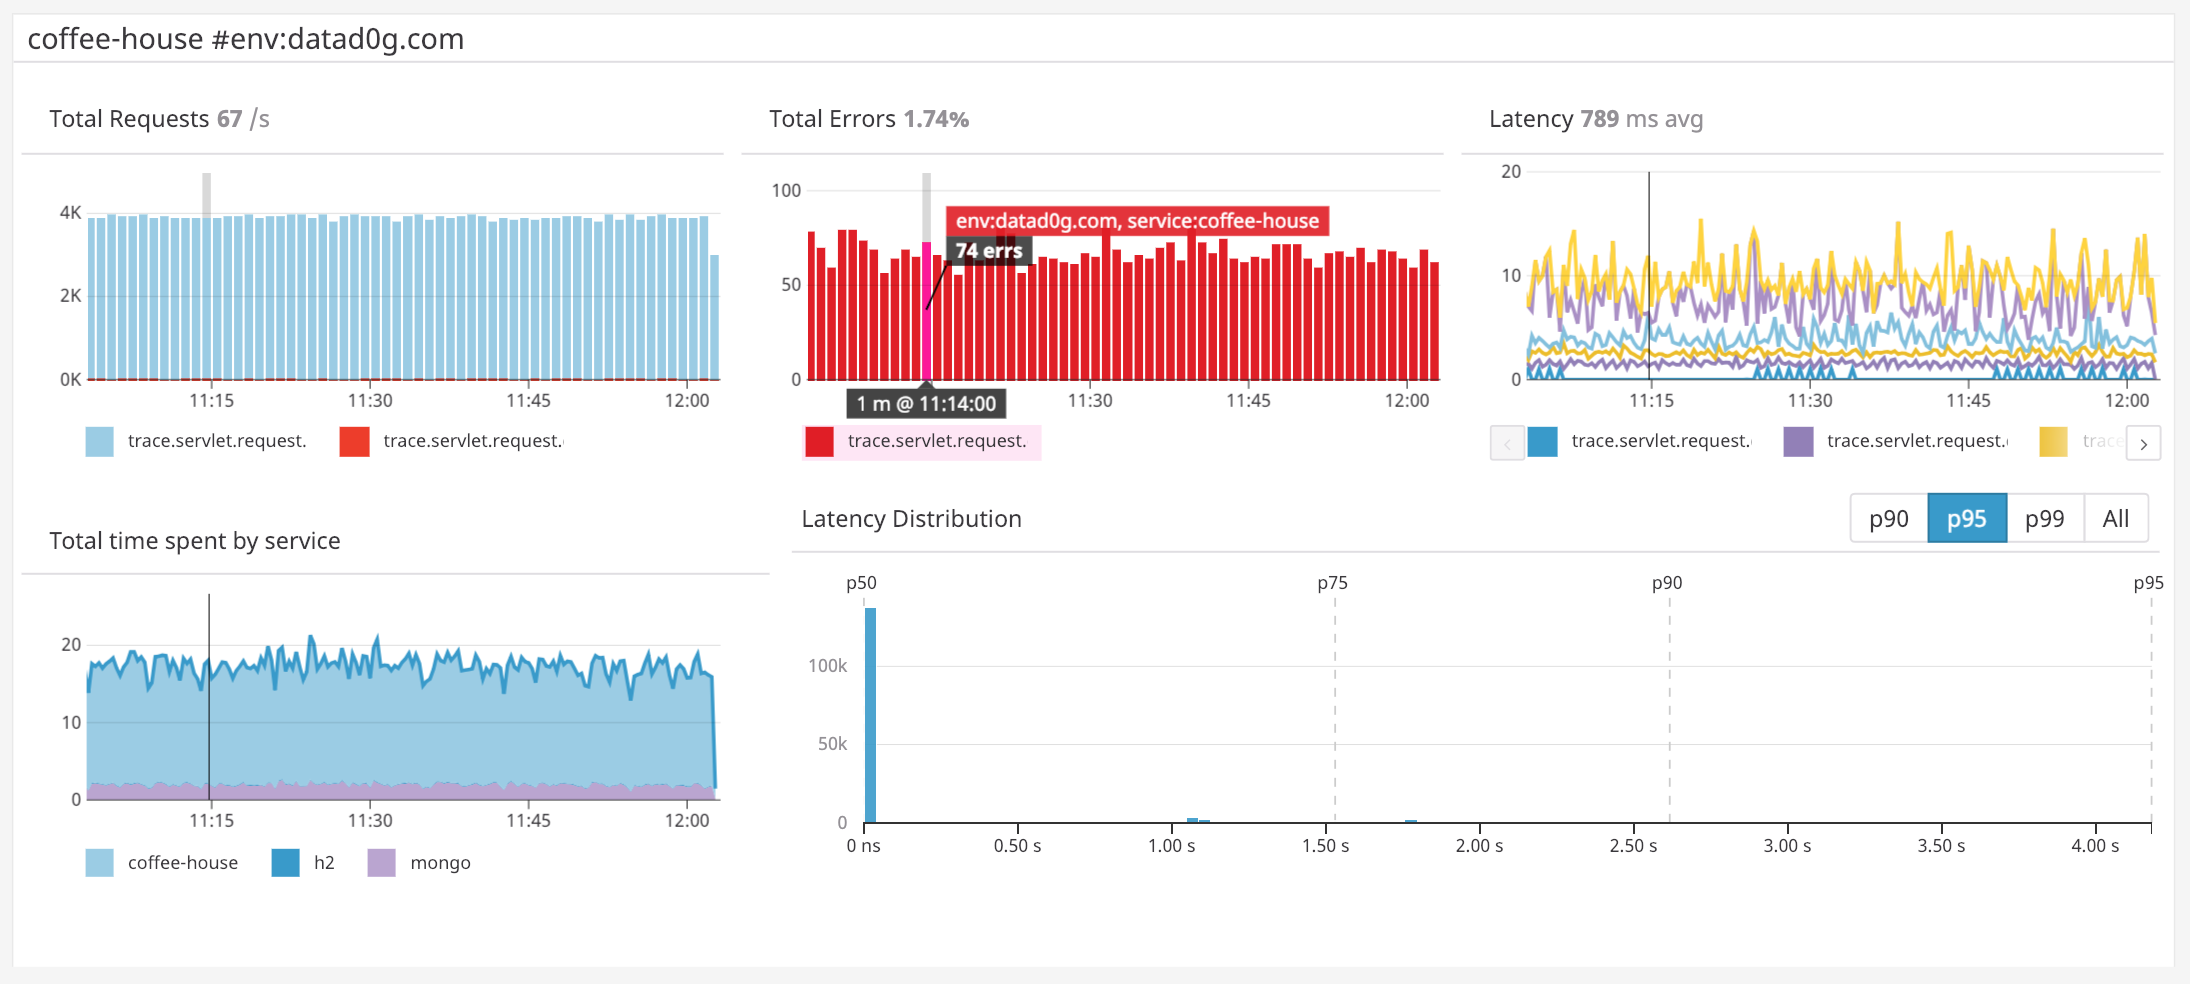 coffee-house #env:datad0g.com
Total Requests 67 /s
4K
2K
0K
11:15 11:30 11:45 12:00
trace.servlet.request. trace.servlet.request.
Total Errors 1.74%
100
50
0
env:datad0g.com, service:coffee-house
74 errs
1 m @ 11:14:00
11:30 11:45 12:00
trace.servlet.request.
Latency 789 ms avg
20
10
0
11:15 11:30 11:45 12:00
trace.servlet.request. trace.servlet.request. trace
Total time spent by service
20
10
0
11:15 11:30 11:45 12:00
coffee-house h2 mongo
Latency Distribution
p90 p95 p99 All
p50 p75 p90 p95
100k
50k
0
0 ns 0.50 s 1.00 s 1.50 s 2.00 s 2.50 s 3.00 s 3.50 s 4.00 s